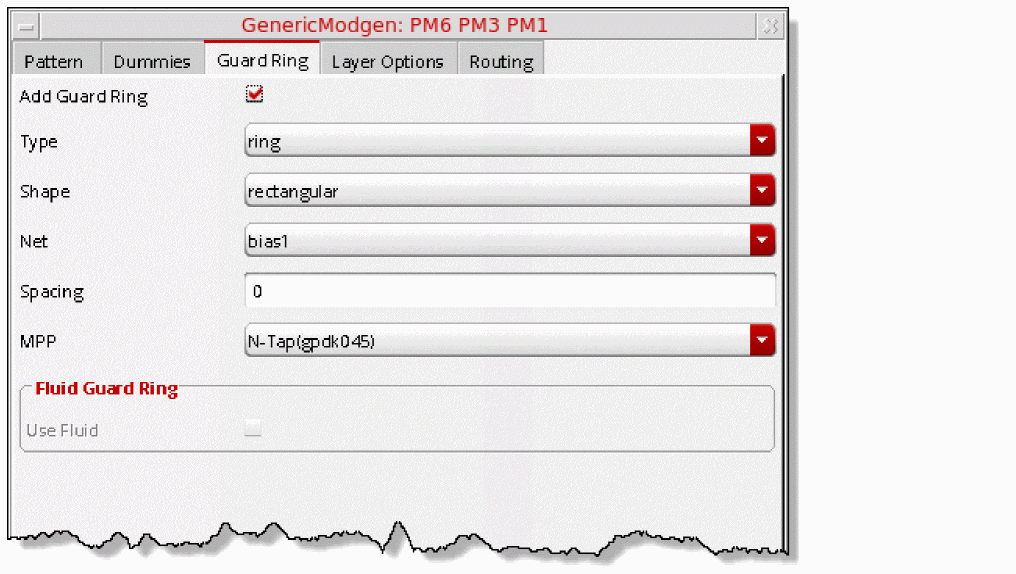 GenericModgen: PM6 PM3 PM1
Pattern Dummies Guard Ring Layer Options Routing
Add Guard Ring
Type ring
Shape rectangular
Net bias1
Spacing 0
MPP N-Tap(gpdk045)
Fluid Guard Ring
Use Fluid